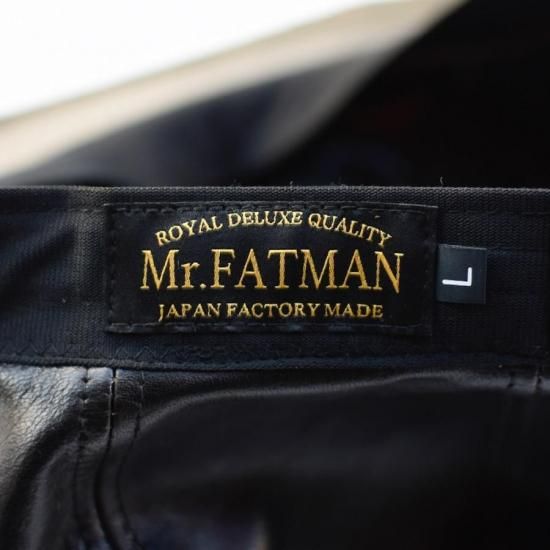 ROYAL DELUXE QUALITY
Mr.FATMAN
JAPAN FACTORY MADE
L